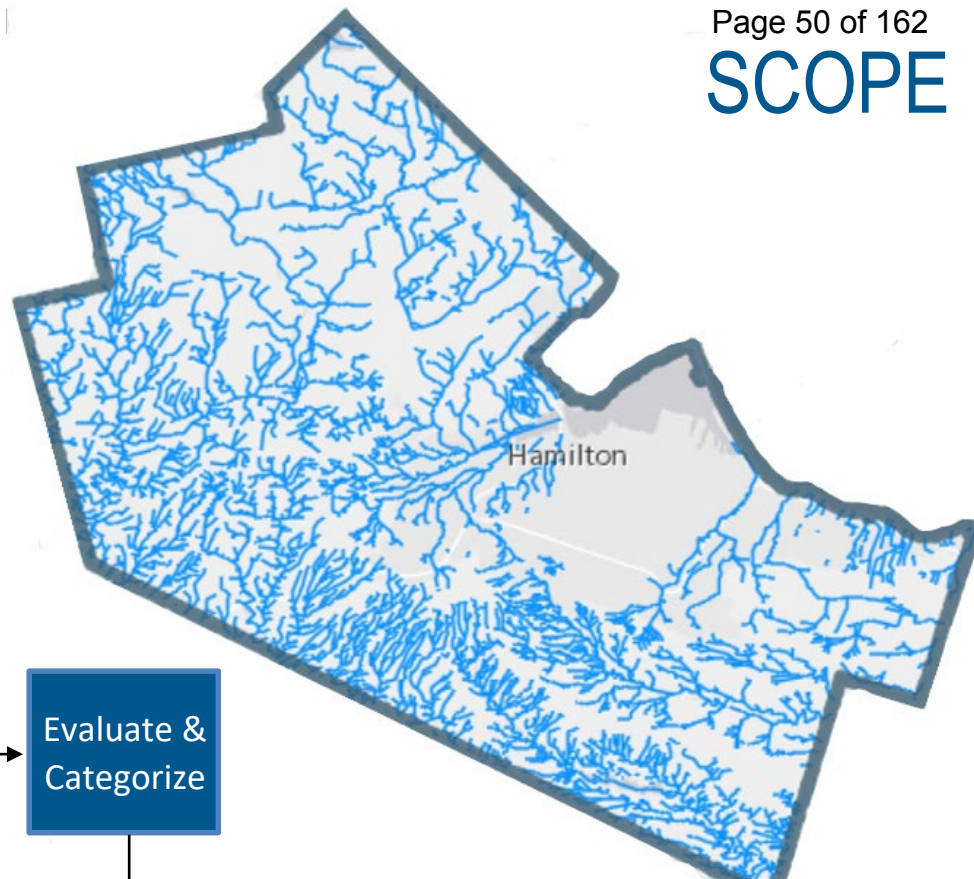 Page 50 of 162
SCOPE
Hamilton
Evaluate &
Categorize